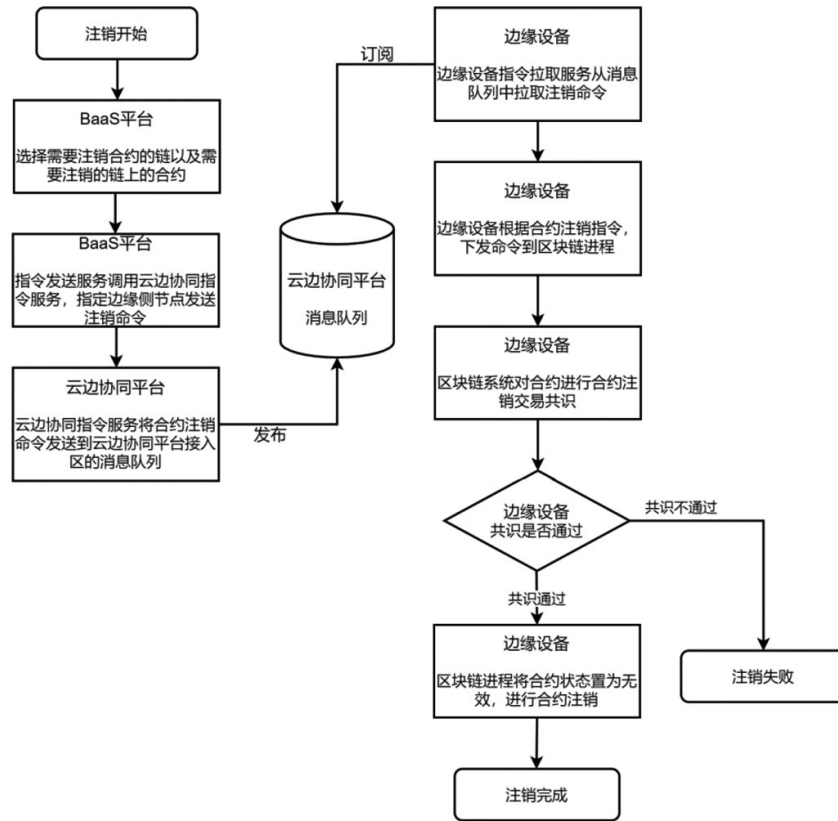 注销开始
BaaS平台
选择需要注销合约的链以及需
要注销的链上的合约
BaaS平台
指令发送服务调用云边协同指
令服务，指定边缘侧节点发送
注销命令
云边协同平台
云边协同指令服务将合约注销
命令发送到云边协同平台接入
区的消息队列
发布
云边协同平台
消息队列
订阅
边缘设备
边缘设备指令拉取服务从消息
队列中拉取注销命令
边缘设备
边缘设备根据合约注销指令，
下发命令到区块链进程
边缘设备
区块链系统对合约进行合约注
销交易共识
边缘设备
共识是否通过
共识不通过
共识通过
边缘设备
区块链进程将合约状态置为无
效，进行合约注销
注销失败
注销完成